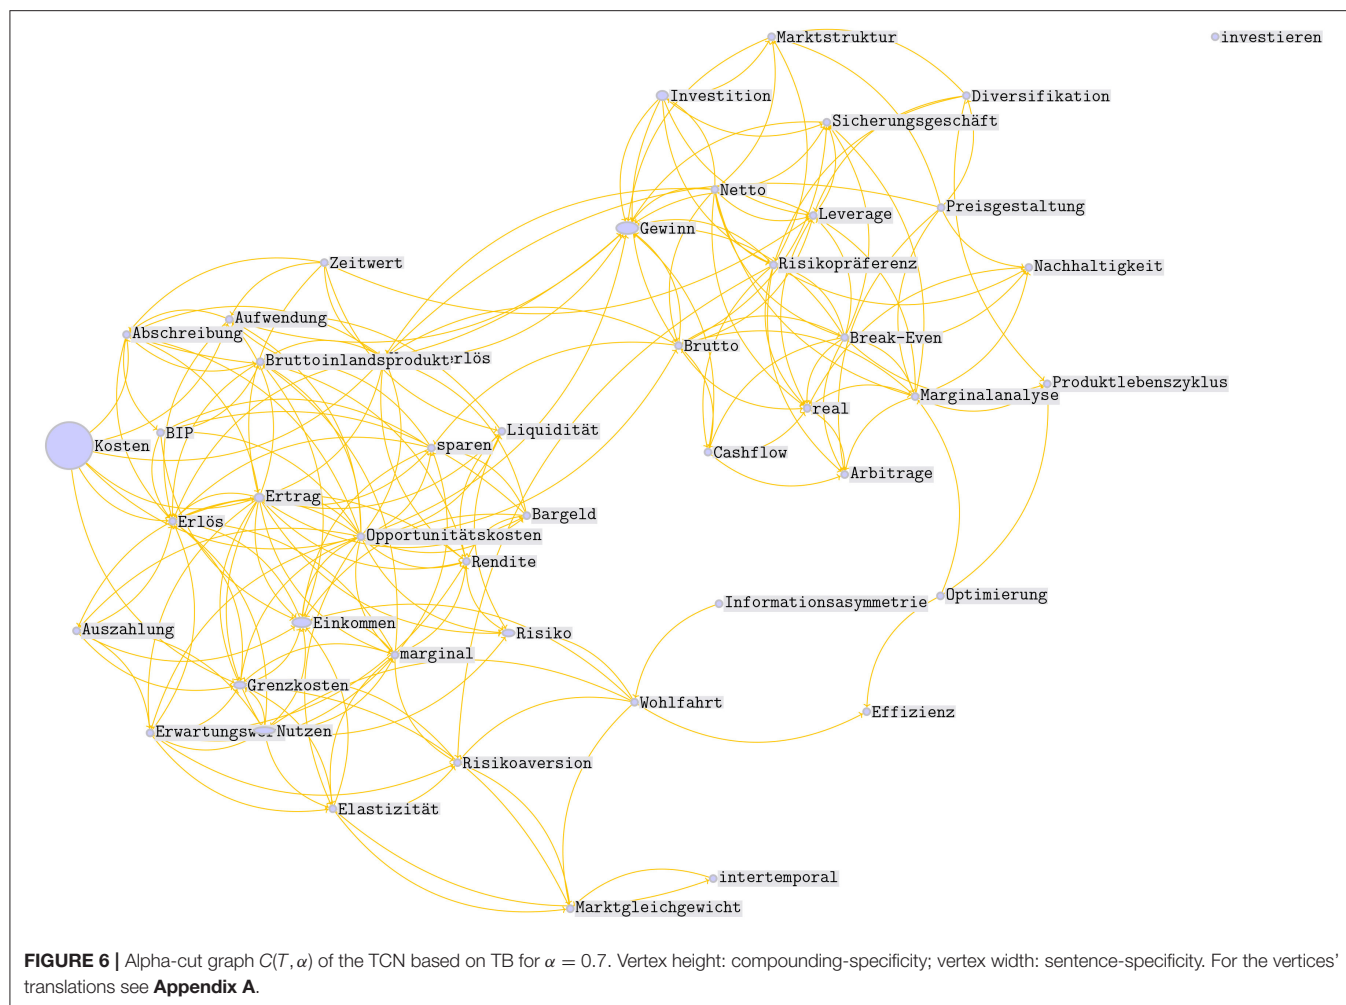 Marktstruktur
investieren
Investition
Diversifikation
Sicherungsgeschäft
Netto
Preisgestaltung
Leverage
Gewinn
Zeitwert
Risikopräferenz
Nachhaltigkeit
Aufwendung
Abschreibung
Break-Even
Brutto
Bruttoinlandsprodukt
erlös
Produktlebenszyklus
Marginalanalyse
real
BIP
Liquidität
Kosten
sparen
Cashflow
Arbitrage
Ertrag
Bargeld
Erlös
Opportunitätskosten
Rendite
Optimierung
Informationsasymmetrie
Einkommen
Auszahlung
Risiko
marginal
Grenzkosten
Wohlfahrt
Effizienz
Nutzen
Risikoaversion
Elastizität
intertemporal
Marktgleichgewicht
FIGURE 6 | Alpha-cut graph C(T, α) of the TCN based on TB for α = 0.7. Vertex height: compounding-specificity; vertex width: sentence-specificity. For the vertices'
translations see Appendix A.